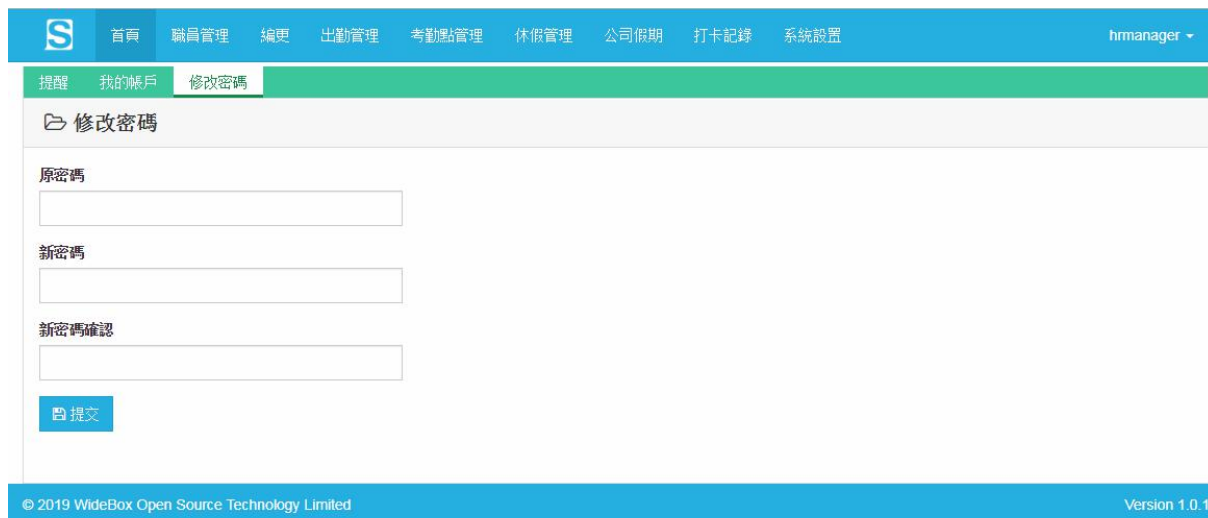 S 首頁 職員管理 編更 出勤管理 考勤點管理 休假管理 公司假期 打卡記錄 系統設置 hrmanager
提醒 我的帳戶 修改密碼
修改密碼
原密碼
新密碼
新密碼確認
提交
© 2019 WideBox Open Source Technology Limited Version 1.0.1